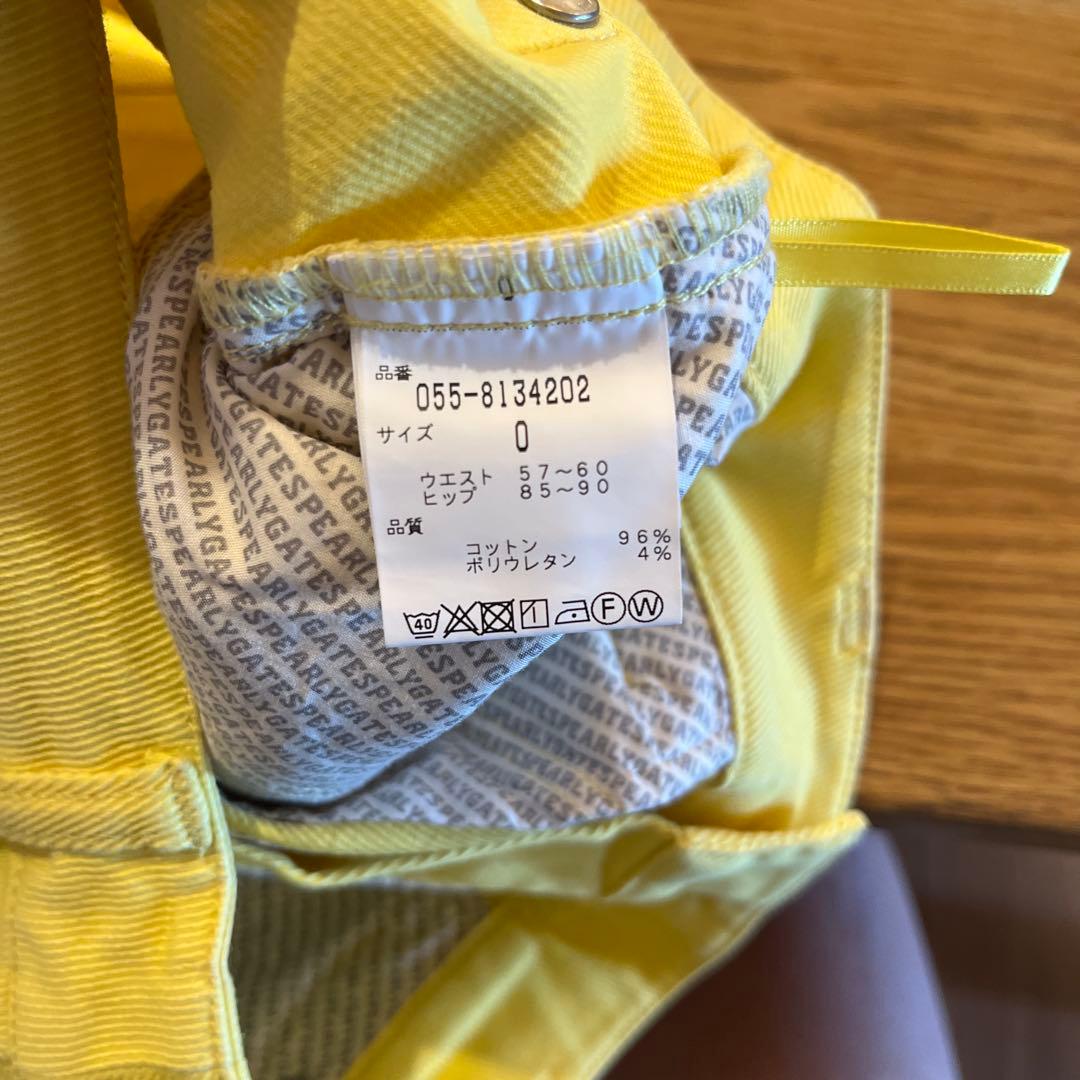 品番
055-8134202
サイズ 0
ウエスト 57～60
ヒップ 85～90
品質
コットン 96%
ポリウレタン 4%
40 F W
PEARLYGATES